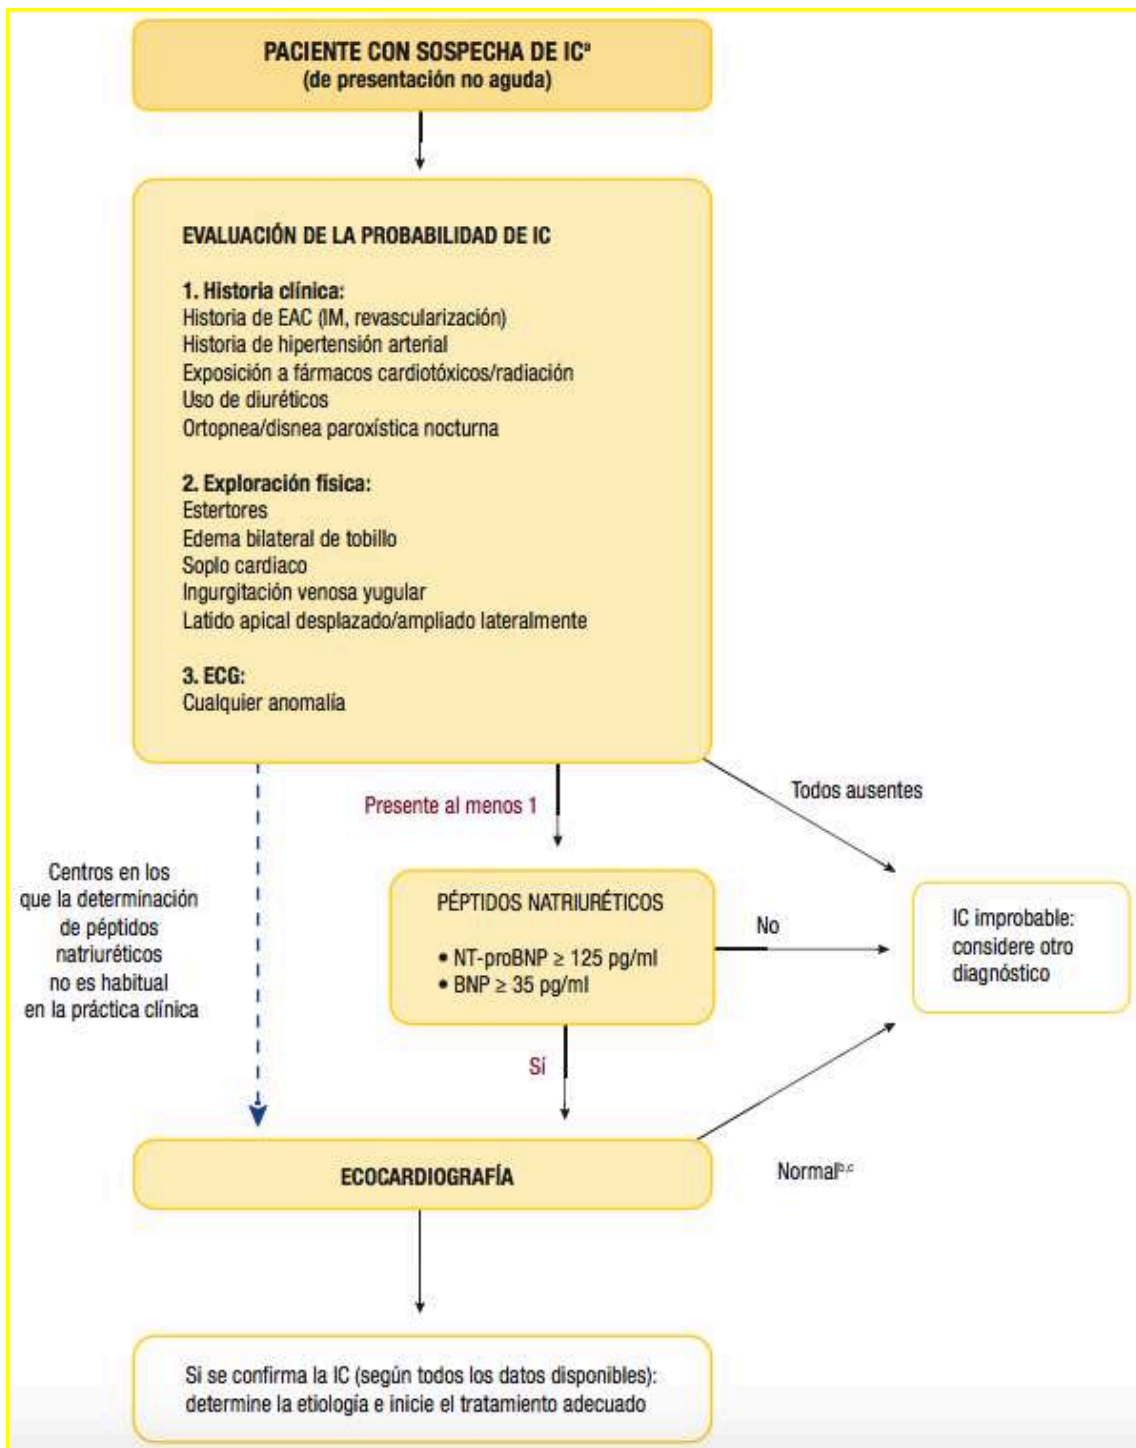 PACIENTE CON SOSPECHA DE ICª
(de presentación no aguda)
EVALUACIÓN DE LA PROBABILIDAD DE IC
1. Historia clínica:
Historia de EAC (IM, revascularización)
Historia de hipertensión arterial
Exposición a fármacos cardiotóxicos/radiación
Uso de diuréticos
Ortopnea/disnea paroxística nocturna
2. Exploración física:
Estertores
Edema bilateral de tobillo
Soplo cardiaco
Ingurgitación venosa yugular
Latido apical desplazado/ampliado lateralmente
3. ECG:
Cualquier anomalía
Presente al menos 1
Todos ausentes
Centros en los
que la determinación
de péptidos
natriuréticos
no es habitual
en la práctica clínica
PÉPTIDOS NATRIURÉTICOS
• NT-proBNP ≥ 125 pg/ml
• BNP ≥ 35 pg/ml
No
IC improbable:
considere otro
diagnóstico
Sí
ECOCARDIOGRAFÍA
Normalᵇ,ᶜ
Si se confirma la IC (según todos los datos disponibles):
determine la etiología e inicie el tratamiento adecuado